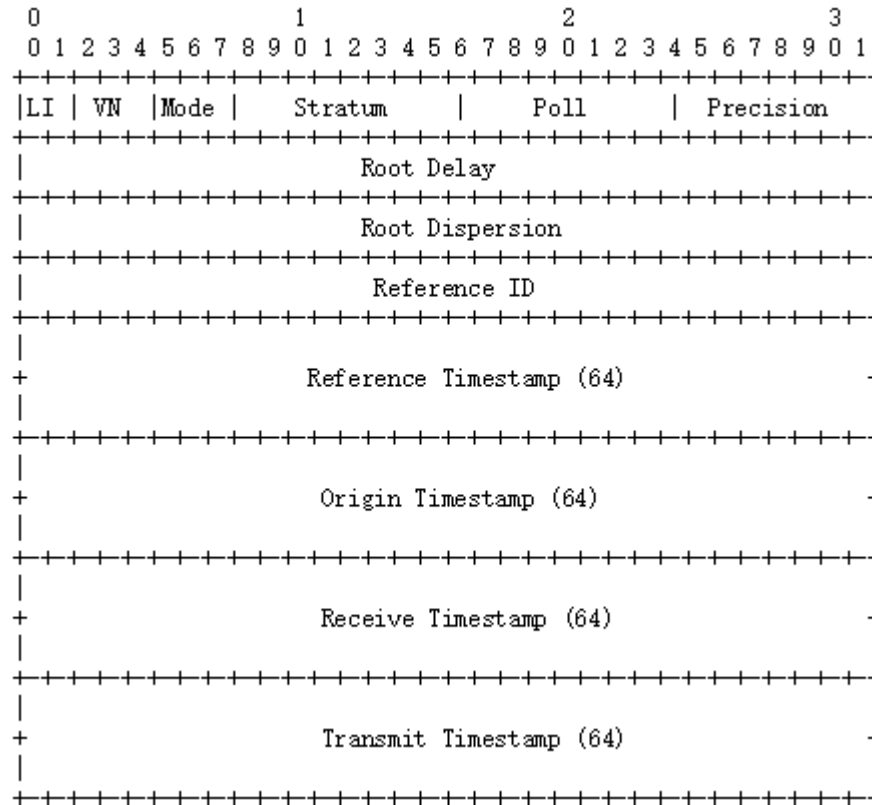 0 1 2 3
0 1 2 3 4 5 6 7 8 9 0 1 2 3 4 5 6 7 8 9 0 1 2 3 4 5 6 7 8 9 0 1
+-+-+-+-+-+-+-+-+-+-+-+-+-+-+-+-+-+-+-+-+-+-+-+-+-+-+-+-+-+-+-+-
|LI | VN |Mode | Stratum | Poll | Precision
+-+-+-+-+-+-+-+-+-+-+-+-+-+-+-+-+-+-+-+-+-+-+-+-+-+-+-+-+-+-+-+-
| Root Delay
+-+-+-+-+-+-+-+-+-+-+-+-+-+-+-+-+-+-+-+-+-+-+-+-+-+-+-+-+-+-+-+-
| Root Dispersion
+-+-+-+-+-+-+-+-+-+-+-+-+-+-+-+-+-+-+-+-+-+-+-+-+-+-+-+-+-+-+-+-
| Reference ID
+-+-+-+-+-+-+-+-+-+-+-+-+-+-+-+-+-+-+-+-+-+-+-+-+-+-+-+-+-+-+-+-
|
+ Reference Timestamp (64) -
|
+-+-+-+-+-+-+-+-+-+-+-+-+-+-+-+-+-+-+-+-+-+-+-+-+-+-+-+-+-+-+-+-
|
+ Origin Timestamp (64) -
|
+-+-+-+-+-+-+-+-+-+-+-+-+-+-+-+-+-+-+-+-+-+-+-+-+-+-+-+-+-+-+-+-
|
+ Receive Timestamp (64) -
|
+-+-+-+-+-+-+-+-+-+-+-+-+-+-+-+-+-+-+-+-+-+-+-+-+-+-+-+-+-+-+-+-
|
+ Transmit Timestamp (64) -
|
+-+-+-+-+-+-+-+-+-+-+-+-+-+-+-+-+-+-+-+-+-+-+-+-+-+-+-+-+-+-+-+-